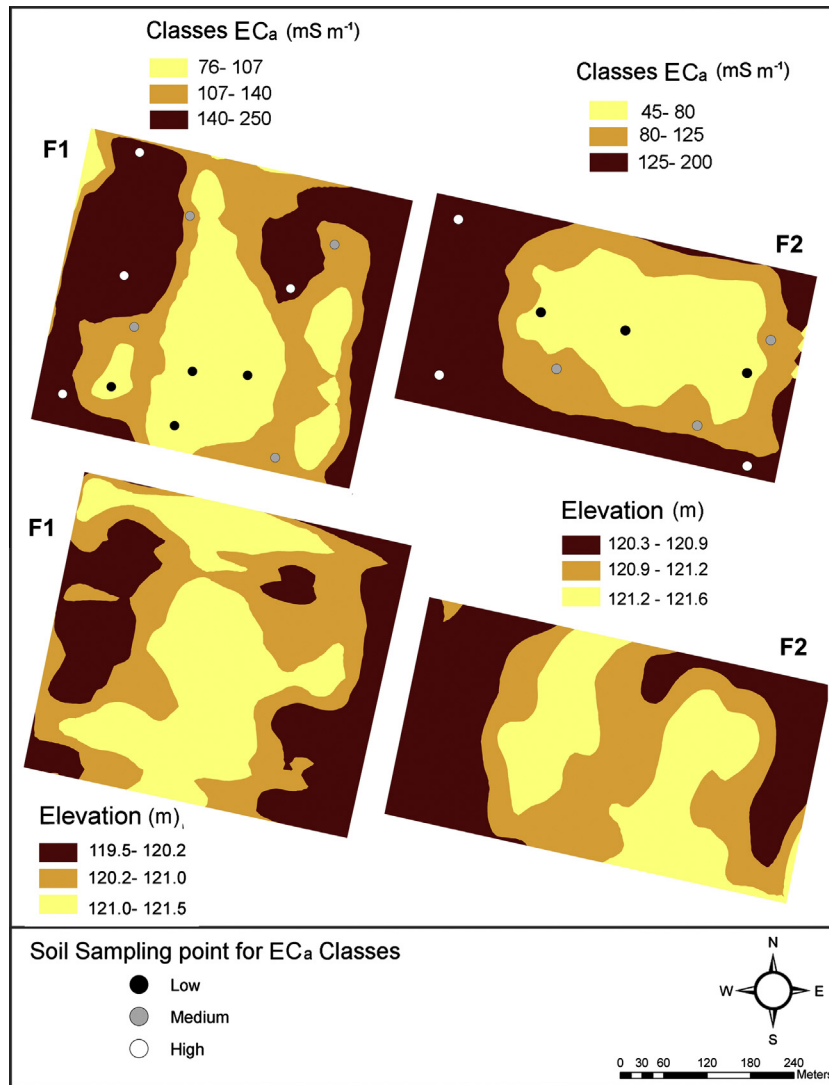 Classes ECa (mS m⁻¹)
76- 107
107- 140
140- 250
Classes ECa (mS m⁻¹)
45- 80
80- 125
125- 200
F1
F2
F1
Elevation (m)
120.3 - 120.9
120.9 - 121.2
121.2 - 121.6
F2
Elevation (m)
119.5- 120.2
120.2- 121.0
121.0- 121.5
Soil Sampling point for ECa Classes
Low
Medium
High
N
W E
S
0 30 60 120 180 240
Meters